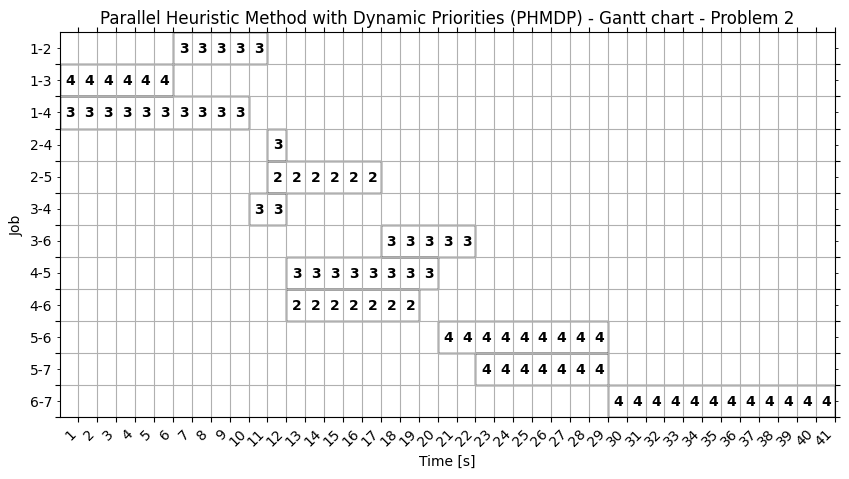 Parallel Heuristic Method with Dynamic Priorities (PHMDP) - Gantt chart - Problem 2
1-2 3 3 3 3 3
1-3 4 4 4 4 4 4
1-4 3 3 3 3 3 3 3 3 3 3
2-4 3
2-5 2 2 2 2 2 2
3-4 3 3
3-6 3 3 3 3 3
4-5 3 3 3 3 3 3 3 3
4-6 2 2 2 2 2 2 2
5-6 4 4 4 4 4 4 4 4 4
5-7 4 4 4 4 4 4 4
6-7 4 4 4 4 4 4 4 4 4 4 4 4
Job
1 2 3 4 5 6 7 8 9 10 11 12 13 14 15 16 17 18 19 20 21 22 23 24 25 26 27 28 29 30 31 32 33 34 35 36 37 38 39 40 41
Time [s]